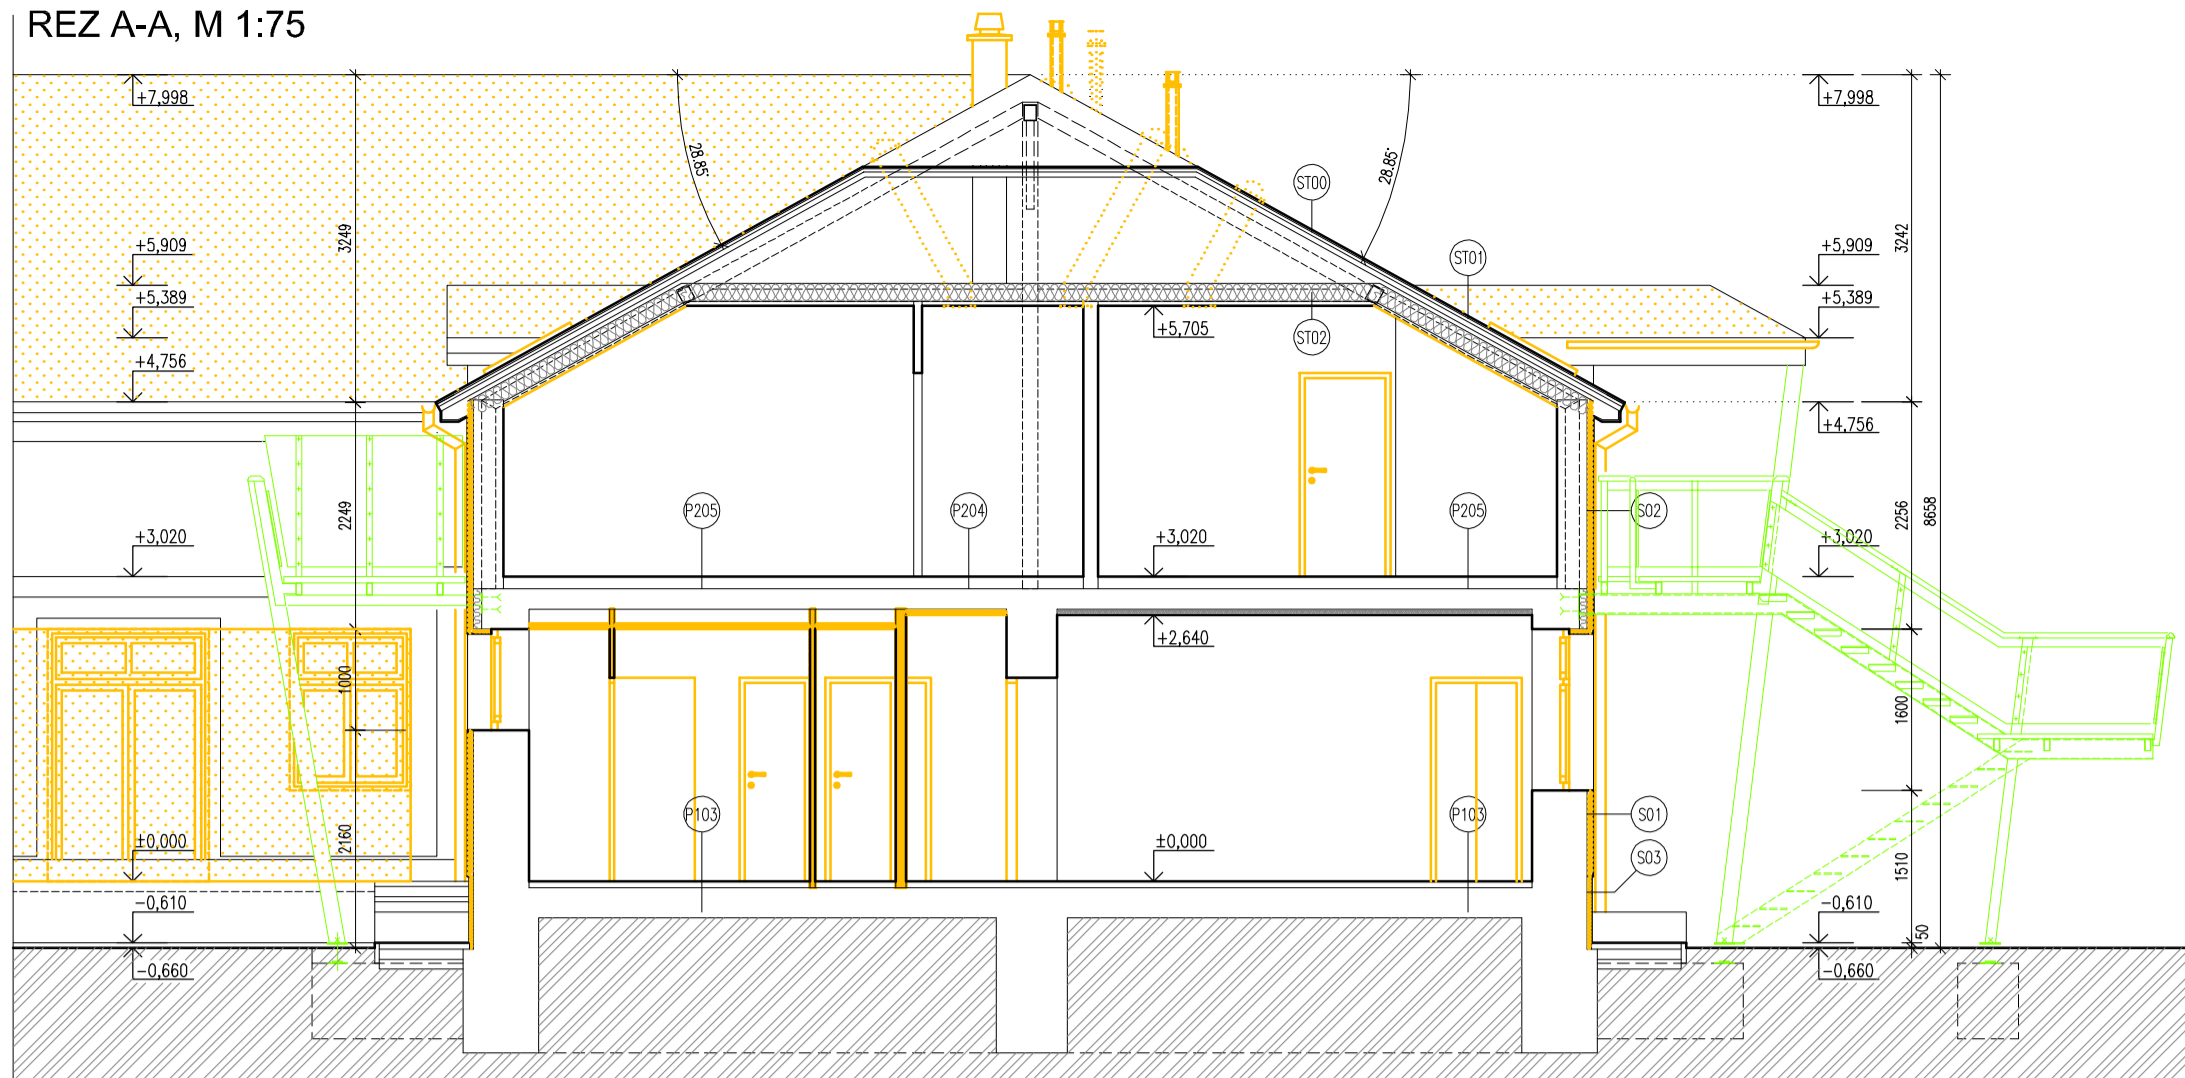 REZ A-A, M 1:75
+7,998
+7,998
28.85°
28.85°
ST00
3249
3242
+5,909
+5,909
ST01
+5,389
+5,389
+5,705
ST02
+4,756
+4,756
P205
P204
P205
S02
2249
2256
8658
+3,020
+3,020
+3,020
+2,640
1000
1600
P103
P103
S01
2160
±0,000
±0,000
S03
1510
-0,610
-0,610
50
-0,660
-0,660